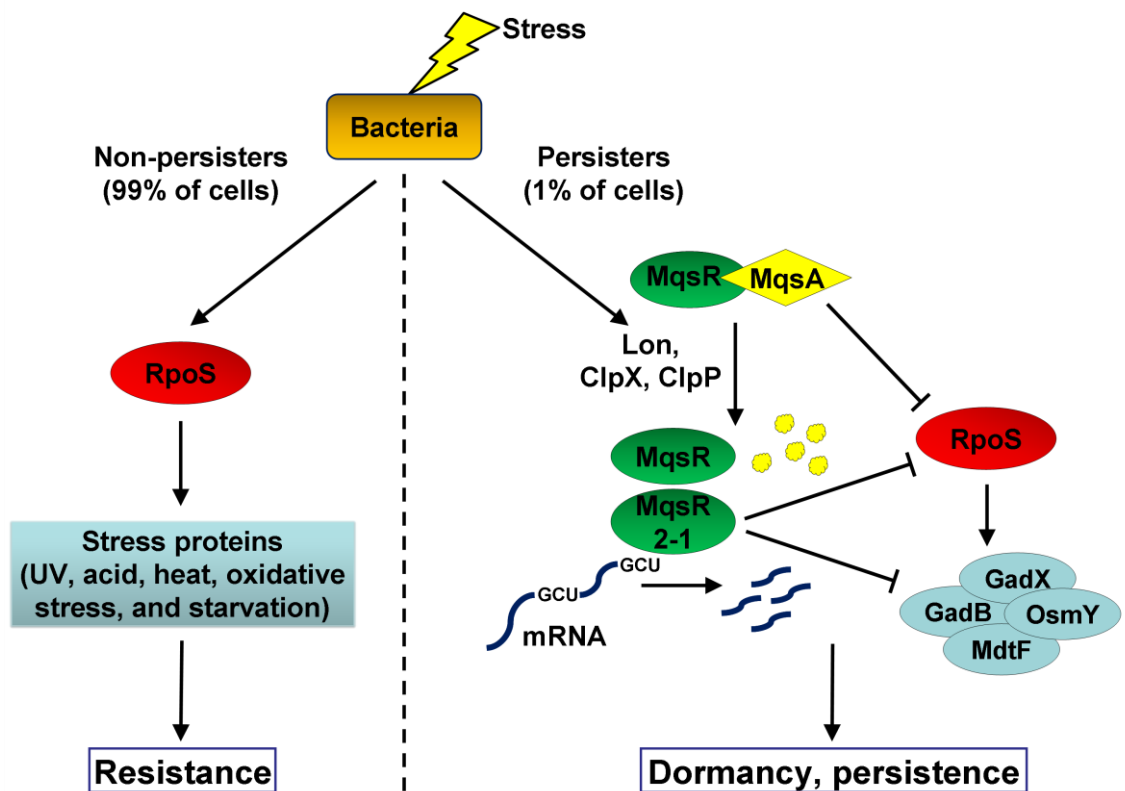 Stress
Bacteria
Non-persisters
(99% of cells)
Persisters
(1% of cells)
MqsR
MqsA
RpoS
Lon,
ClpX, ClpP
RpoS
MqsR
MqsR
2-1
Stress proteins
(UV, acid, heat, oxidative
stress, and starvation)
GCU
GCU
mRNA
GadX
GadB
OsmY
MdtF
Resistance
Dormancy, persistence